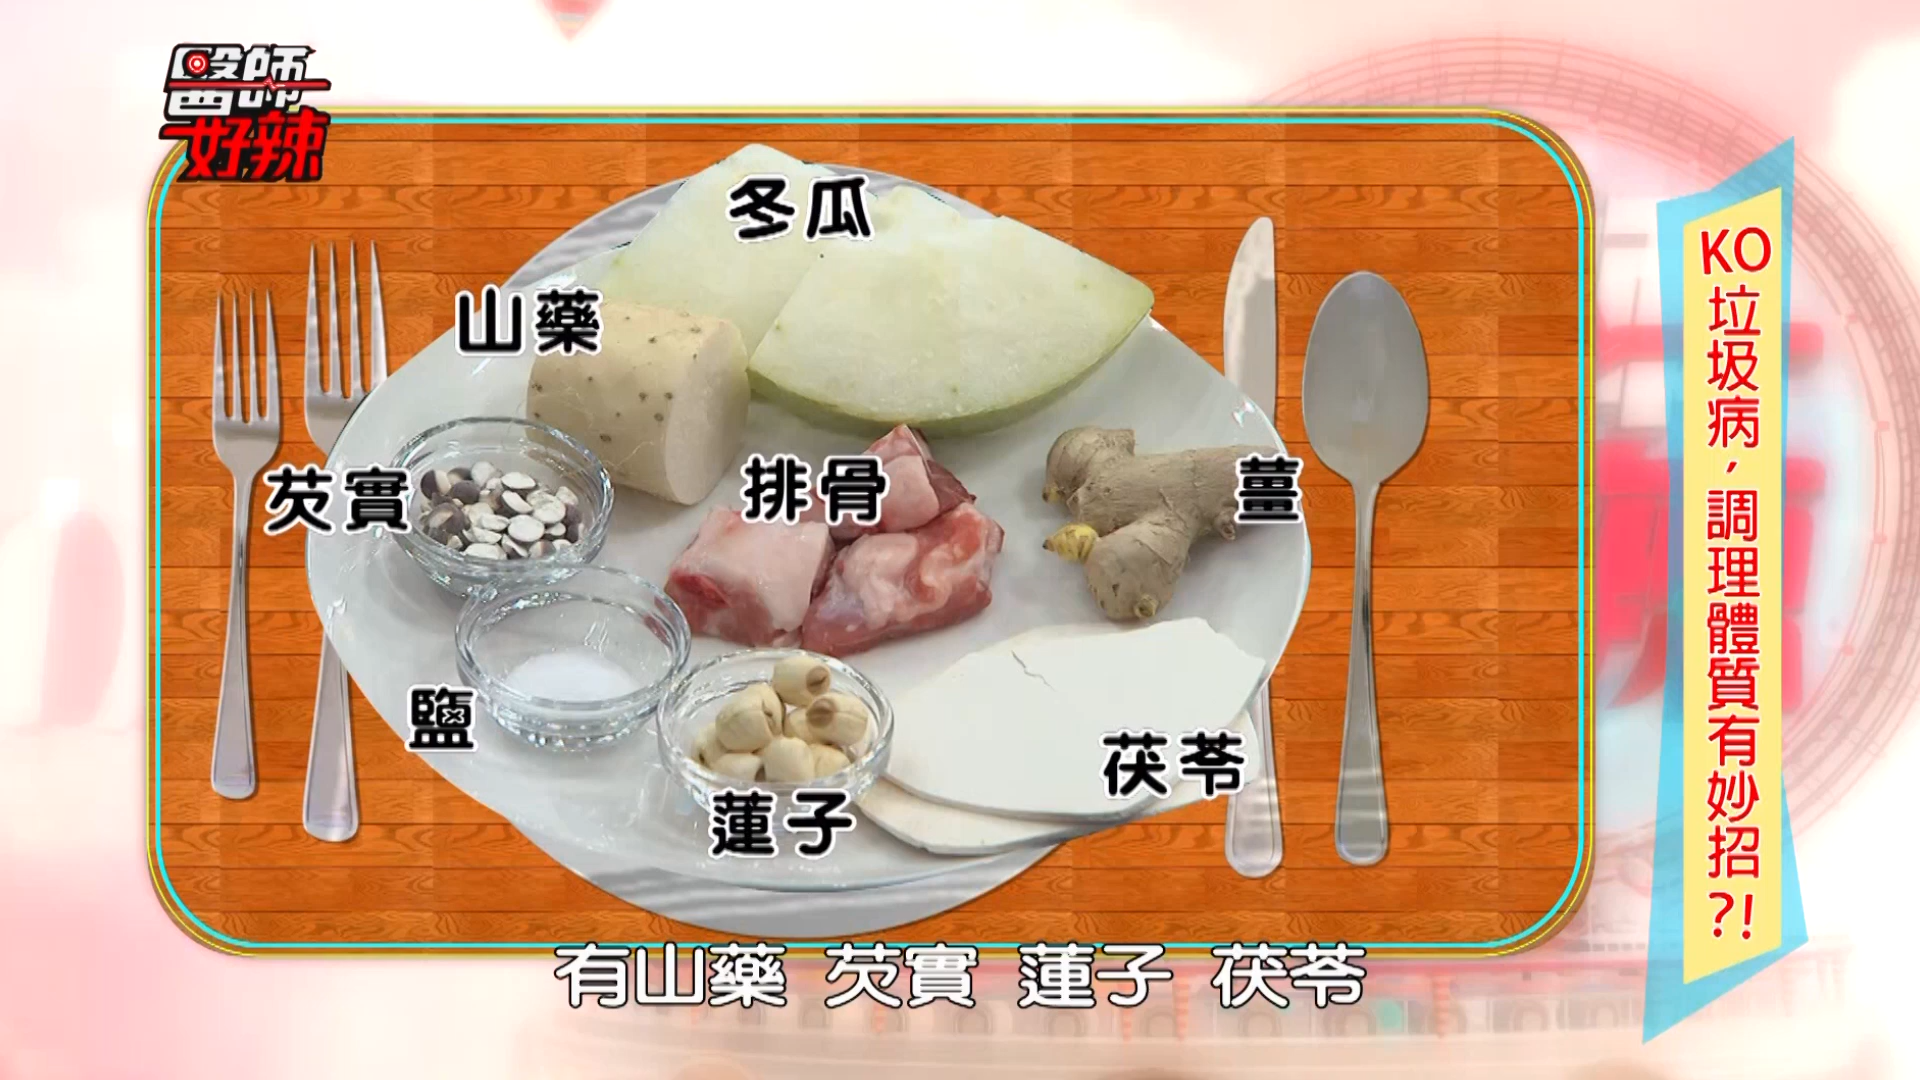 醫師
好辣
冬瓜
山藥
排骨
薑
芡實
鹽
茯苓
蓮子
KO垃圾病，調理體質有妙招?!
有山藥 芡實 蓮子 茯苓